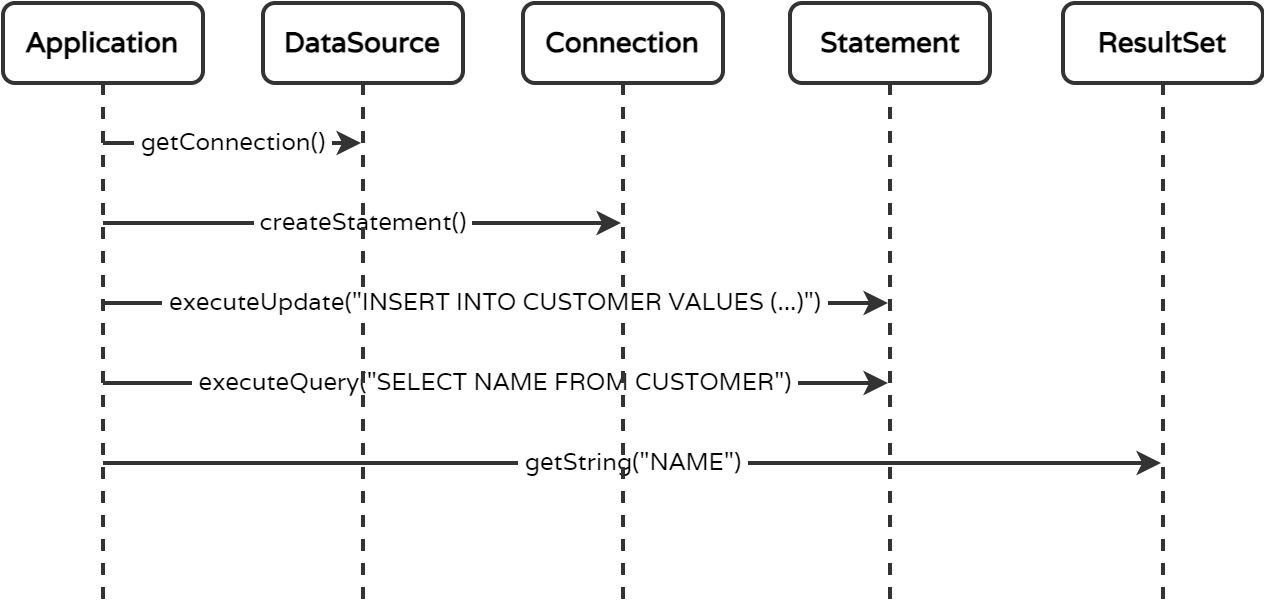 Application
DataSource
Connection
Statement
ResultSet
getConnection()
createStatement()
executeUpdate("INSERT INTO CUSTOMER VALUES (...)")
executeQuery("SELECT NAME FROM CUSTOMER")
getString("NAME")